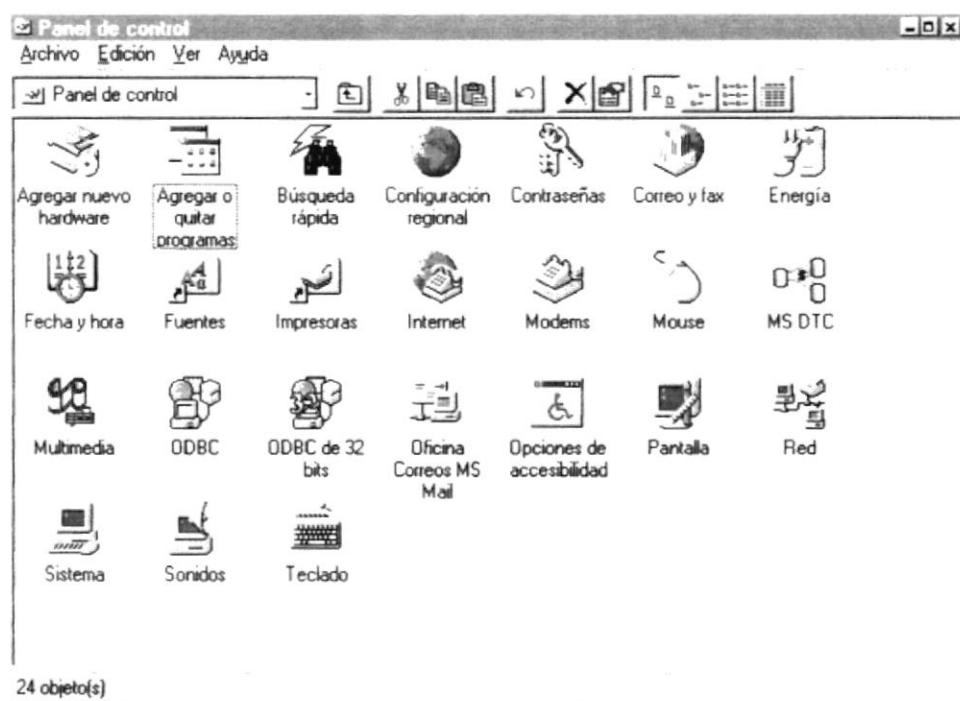 Panel de control
Archivo Edición Ver Ayuda
Panel de control
Agregar nuevo hardware
Agregar o quitar programas
Búsqueda rápida
Configuración regional
Contraseñas
Correo y fax
Energía
Fecha y hora
Fuentes
Impresoras
Internet
Modems
Mouse
MS DTC
Multimedia
ODBC
ODBC de 32 bits
Oficina Correos MS Mail
Opciones de accesibilidad
Pantalla
Red
Sistema
Sonidos
Teclado
24 objeto(s)